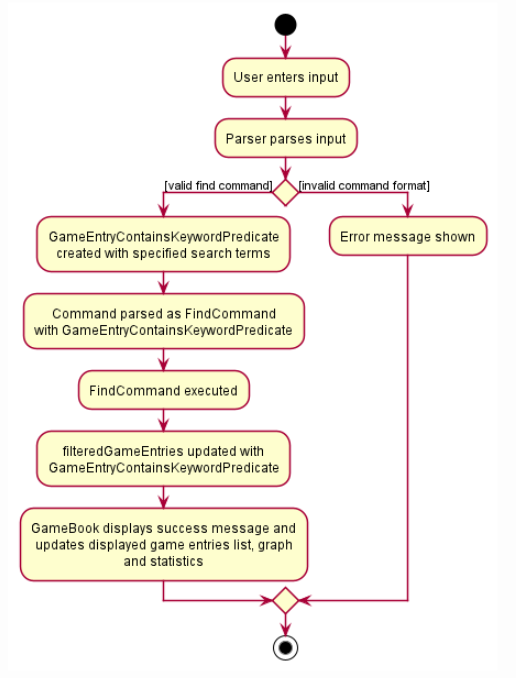 User enters input
Parser parses input
[valid find command]
[invalid command format]
GameEntryContainsKeywordPredicate
created with specified search terms
Error message shown
Command parsed as FindCommand
with GameEntryContainsKeywordPredicate
FindCommand executed
filteredGameEntries updated with
GameEntryContainsKeywordPredicate
GameBook displays success message and
updates displayed game entries list, graph
and statistics